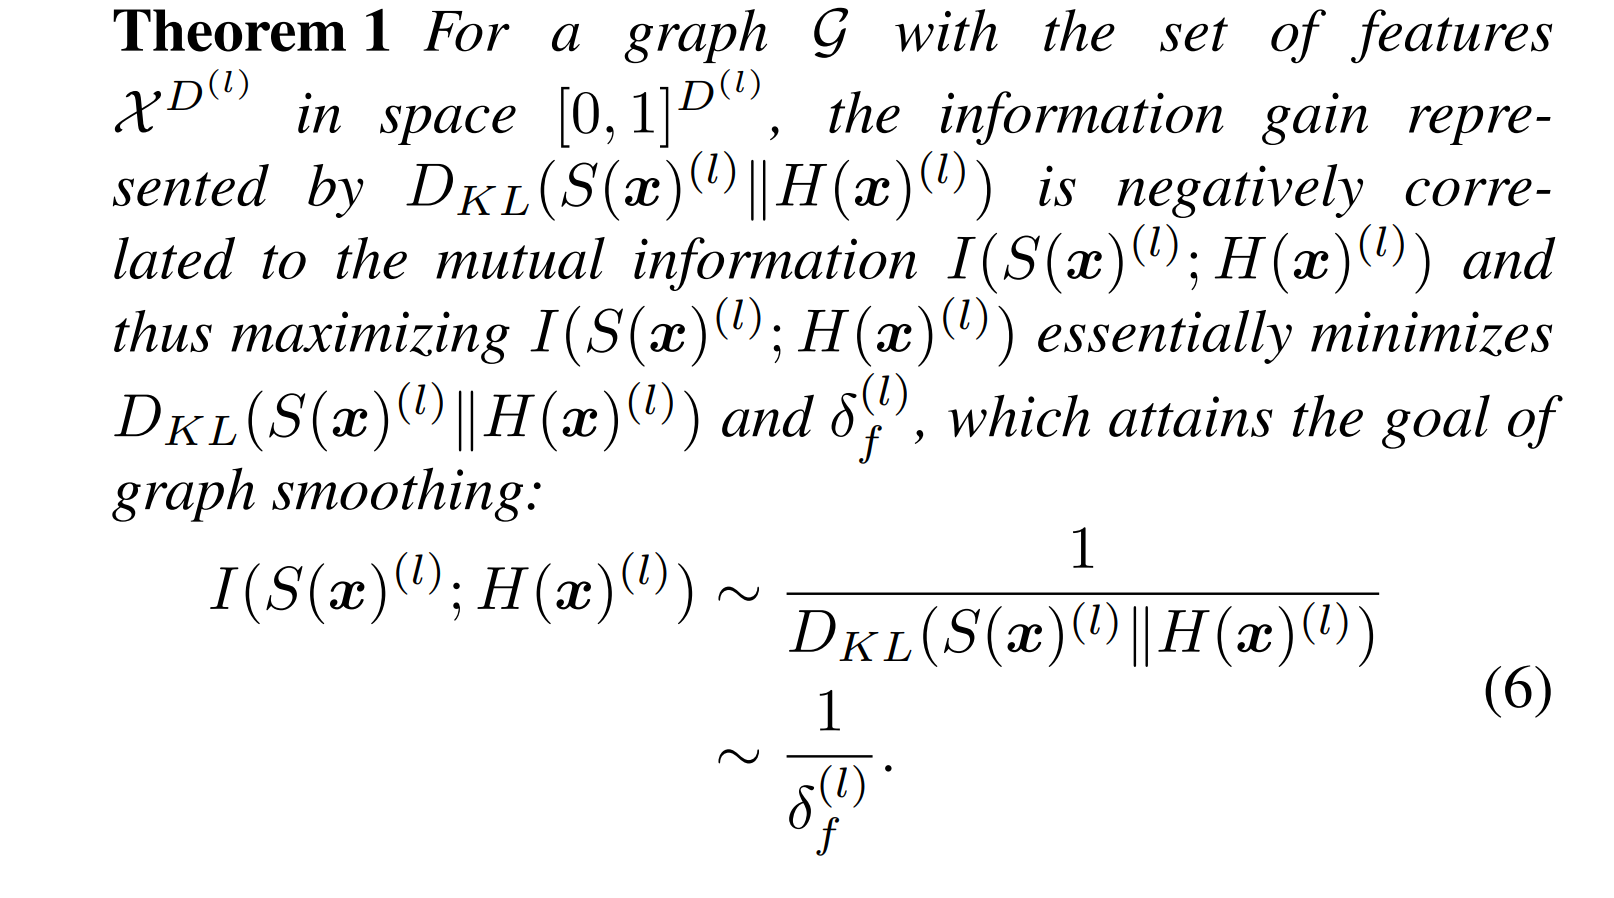 Theorem 1 For a graph 𝒢 with the set of features
𝒳^{D^{(l)}} in space [0, 1]^{D^{(l)}}, the information gain repre-
sented by D_{KL}(S(𝒙)^{(l)}‖H(𝒙)^{(l)}) is negatively corre-
lated to the mutual information I(S(𝒙)^{(l)}; H(𝒙)^{(l)}) and
thus maximizing I(S(𝒙)^{(l)}; H(𝒙)^{(l)}) essentially minimizes
D_{KL}(S(𝒙)^{(l)}‖H(𝒙)^{(l)}) and δ_f^{(l)}, which attains the goal of
graph smoothing:
I(S(𝒙)^{(l)}; H(𝒙)^{(l)}) ∼ \frac{1}{D_{KL}(S(𝒙)^{(l)}‖H(𝒙)^{(l)})}
∼ \frac{1}{δ_f^{(l)}}. (6)